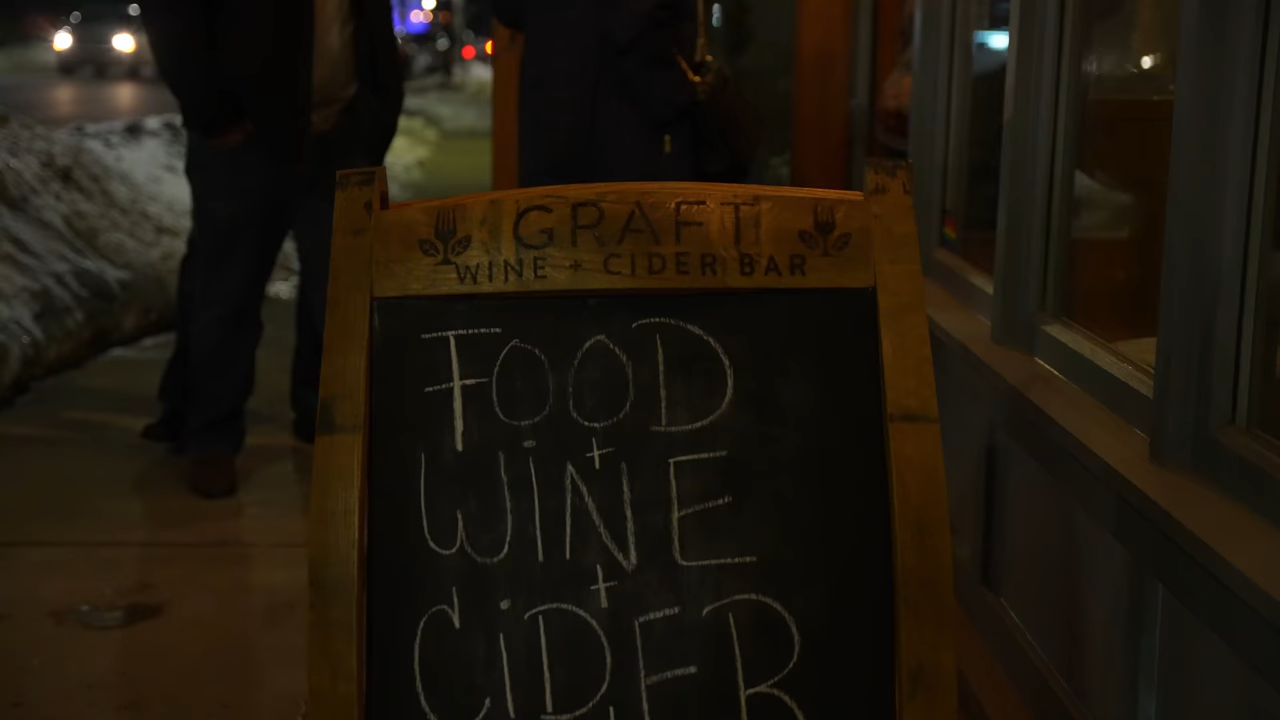 GRAFT
WINE + CIDER BAR
FOOD
+
WiNE
+
CiDER